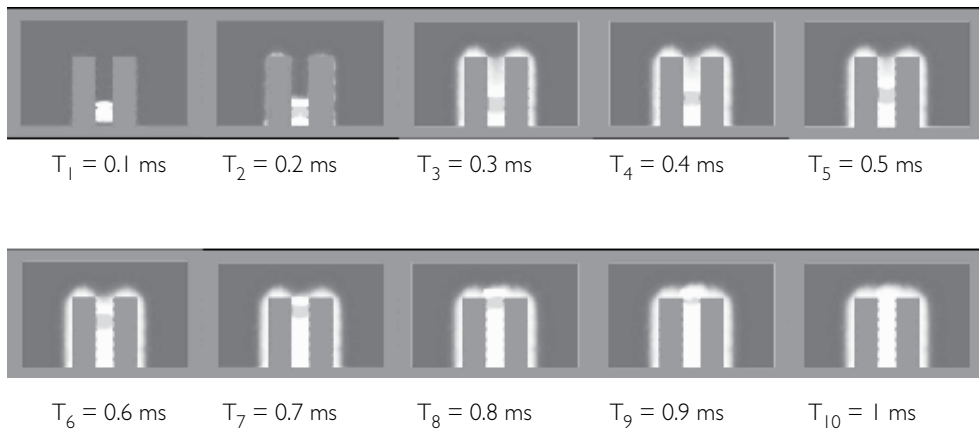 T₁ = 0.1 ms T₂ = 0.2 ms T₃ = 0.3 ms T₄ = 0.4 ms T₅ = 0.5 ms
T₆ = 0.6 ms T₇ = 0.7 ms T₈ = 0.8 ms T₉ = 0.9 ms T₁₀ = 1 ms